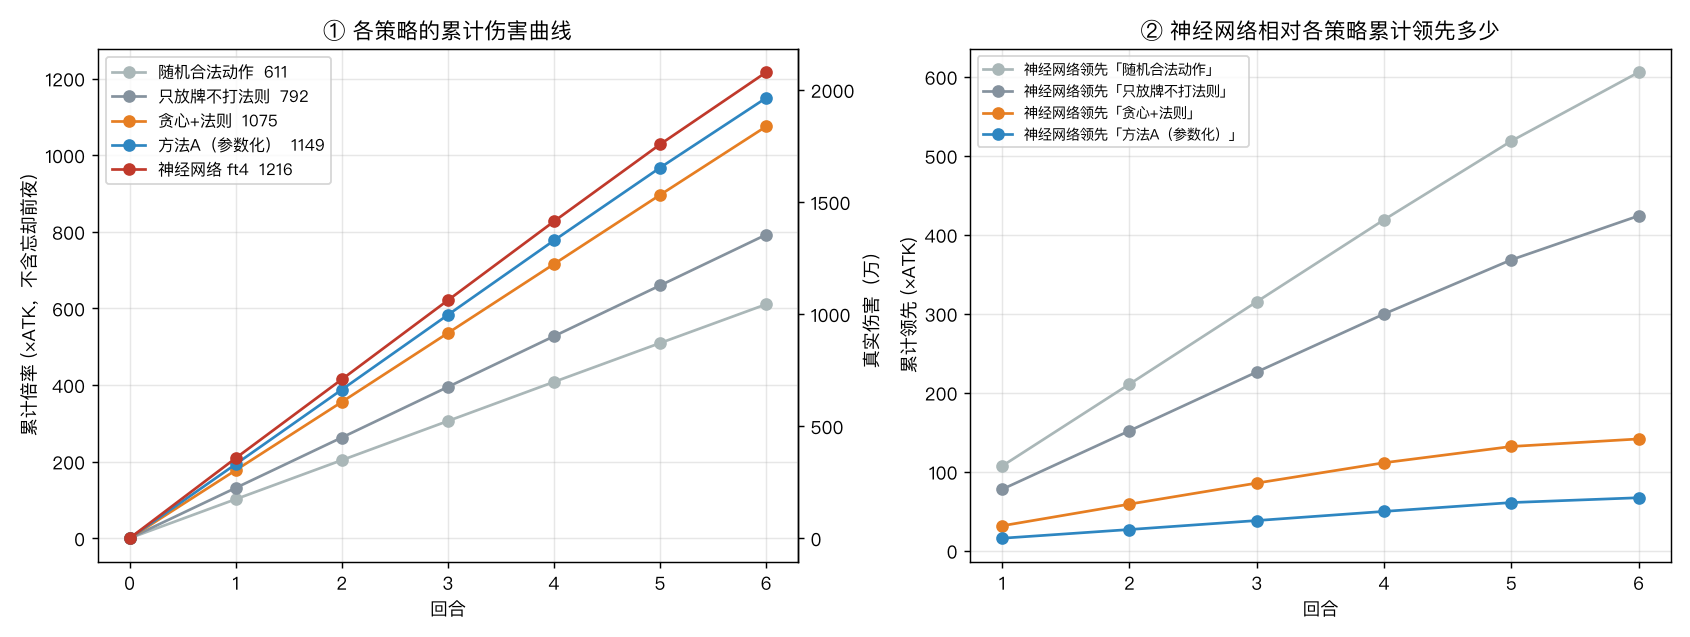 ① 各策略的累计伤害曲线
随机合法动作 611
只放牌不打法则 792
贪心+法则 1075
方法A（参数化） 1149
神经网络 ft4 1216
累计倍率 (×ATK，不含忘却前夜)
1200
1000
800
600
400
200
0
0 1 2 3 4 5 6
回合
2000
1500
1000
500
0
真实伤害（万）
② 神经网络相对各策略累计领先多少
神经网络领先「随机合法动作」
神经网络领先「只放牌不打法则」
神经网络领先「贪心+法则」
神经网络领先「方法A（参数化）」
累计领先 (×ATK)
600
500
400
300
200
100
0
1 2 3 4 5 6
回合